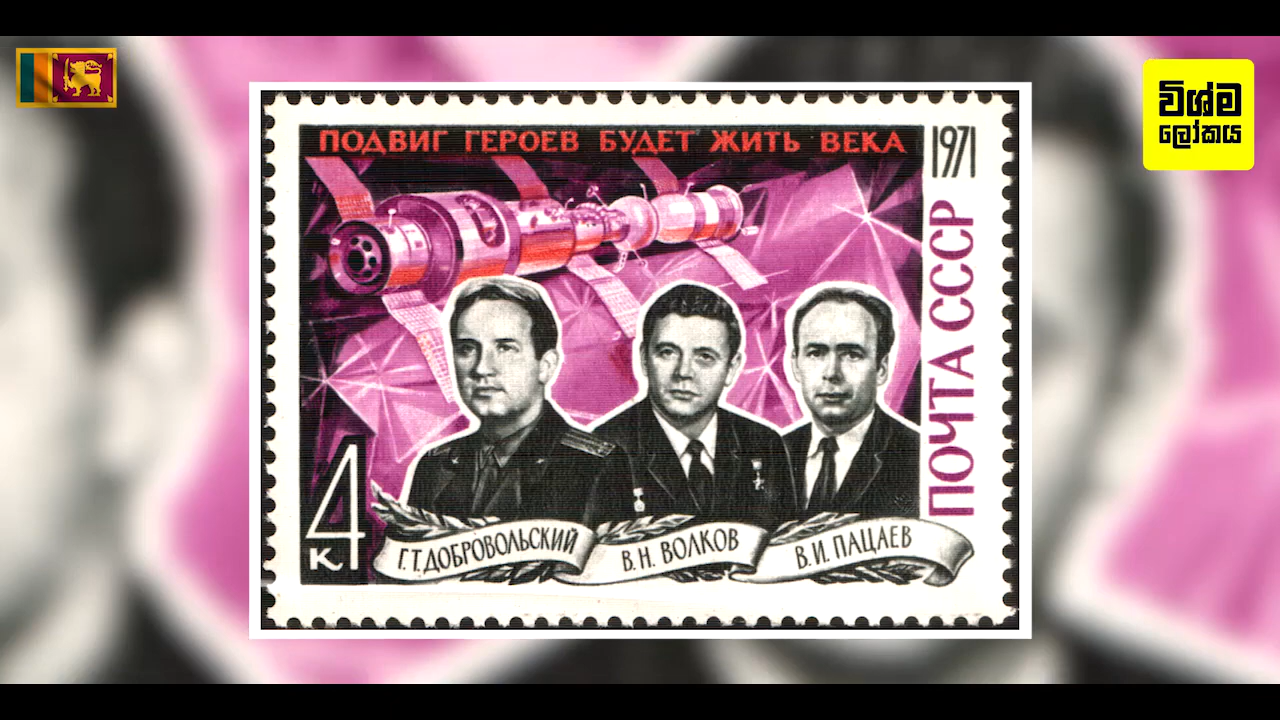 විශ්ම
ලෝකය
ПОДВИГ ГЕРОЕВ БУДЕТ ЖИТЬ ВЕКА
1971
ПОЧТА СССР
4
К
Г.Т.ДОБРОВОЛЬСКИЙ
В.Н. ВОЛКОВ
В.И. ПАЦАЕВ